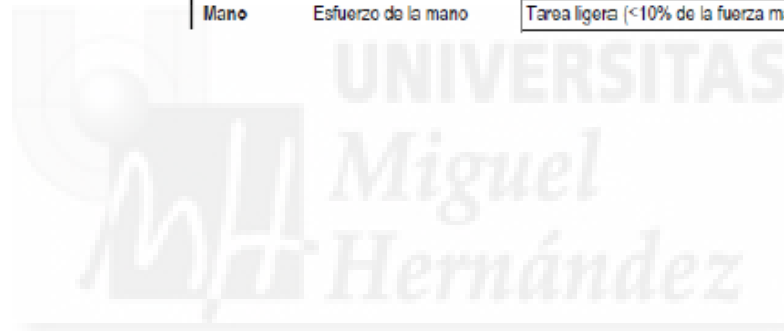 Mano Esfuerzo de la mano Tarea ligera (<10% de la fuerza
UNIVERSITAS
Miguel
Hernández